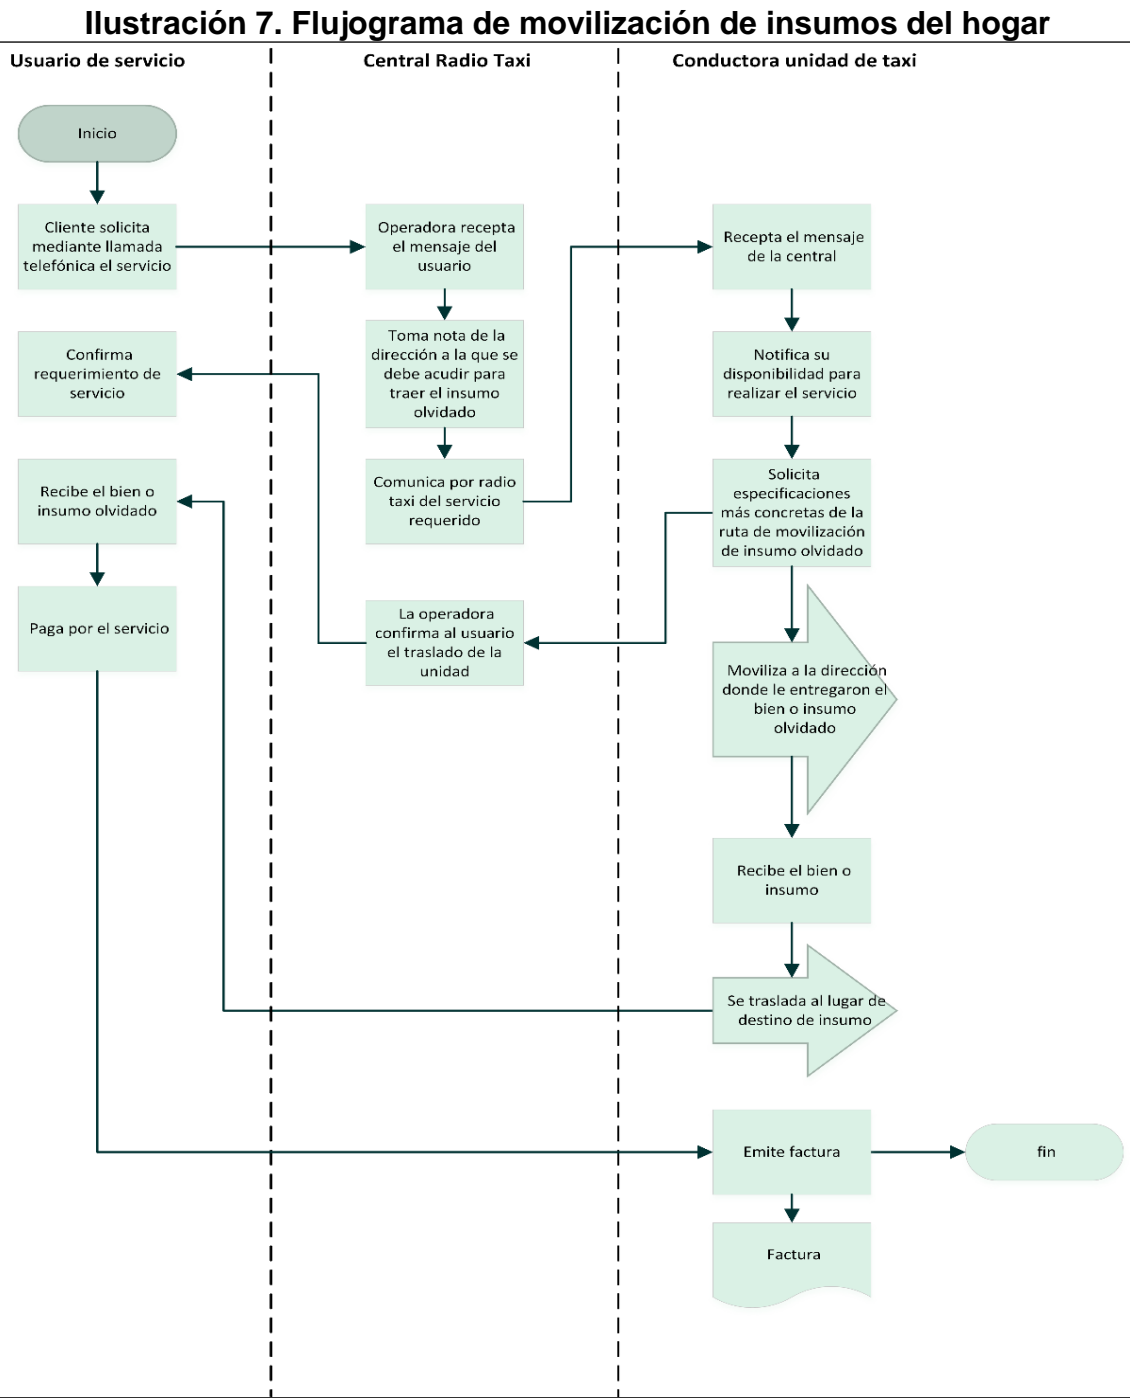 Ilustración 7. Flujograma de movilización de insumos del hogar
Usuario de servicio
Central Radio Taxi
Conductora unidad de taxi
Inicio
Cliente solicita
mediante llamada
telefónica el servicio
Operadora recepta
el mensaje del
usuario
Recepta el mensaje
de la central
Confirma
requerimiento de
servicio
Toma nota de la
dirección a la que se
debe acudir para
traer el insumo
olvidado
Notifica su
disponibilidad para
realizar el servicio
Recibe el bien o
insumo olvidado
Comunica por radio
taxi del servicio
requerido
Solicita
especificaciones
más concretas de la
ruta de movilización
de insumo olvidado
Paga por el servicio
La operadora
confirma al usuario
el traslado de la
unidad
Moviliza a la dirección
donde le entregaron el
bien o insumo
olvidado
Recibe el bien o
insumo
Se traslada al lugar de
destino de insumo
Emite factura
fin
Factura